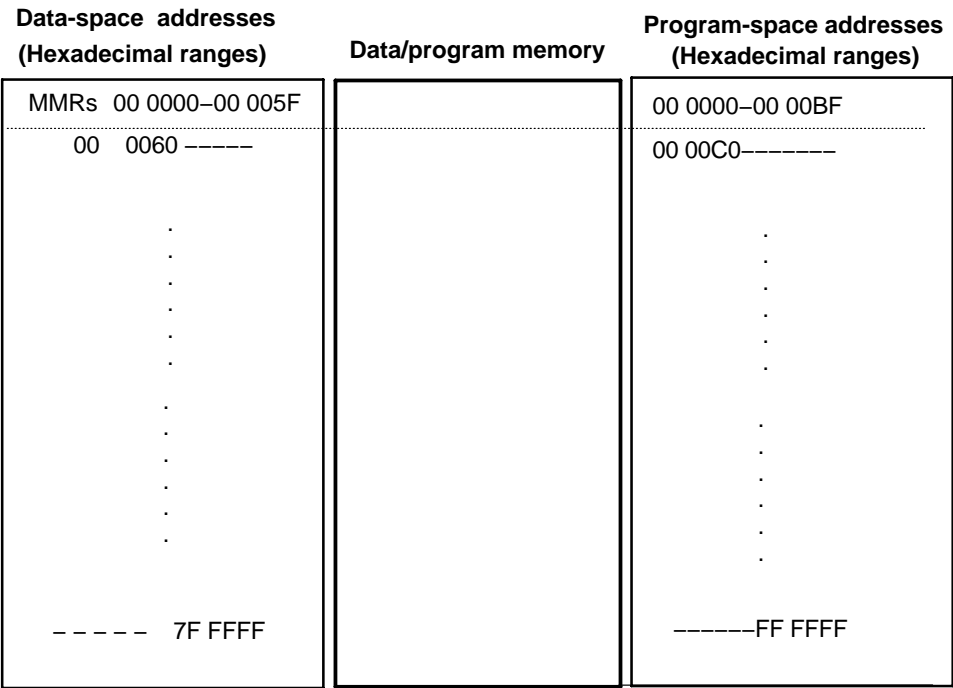 Data-space addresses
(Hexadecimal ranges)
Data/program memory
Program-space addresses
(Hexadecimal ranges)
MMRs 00 0000–00 005F
00 0060 –––––
.
.
.
.
.
.
.
.
.
.
.
.
– – – – – 7F FFFF
00 0000–00 00BF
00 00C0–––––––
.
.
.
.
.
.
.
.
.
.
.
.
––––––FF FFFF